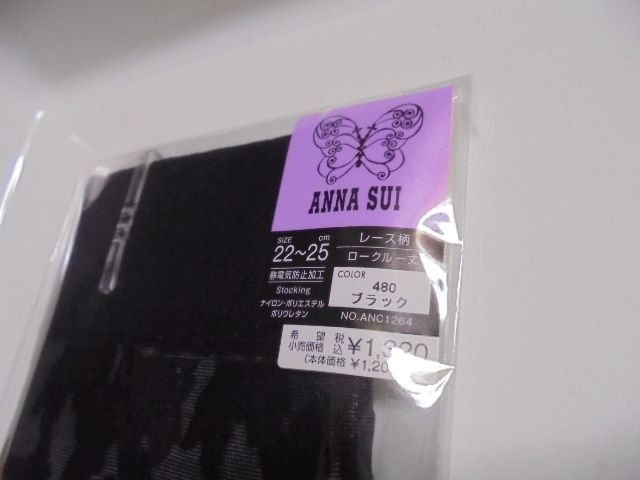 ANNA SUI
SIZE cm
22~25
静電気防止加工
Stocking
ナイロン・ポリエステル
ポリウレタン
レース柄
ロークルー丈
COLOR
480
ブラック
NO.ANC1264
希望
小売価格
税込
(本体価格